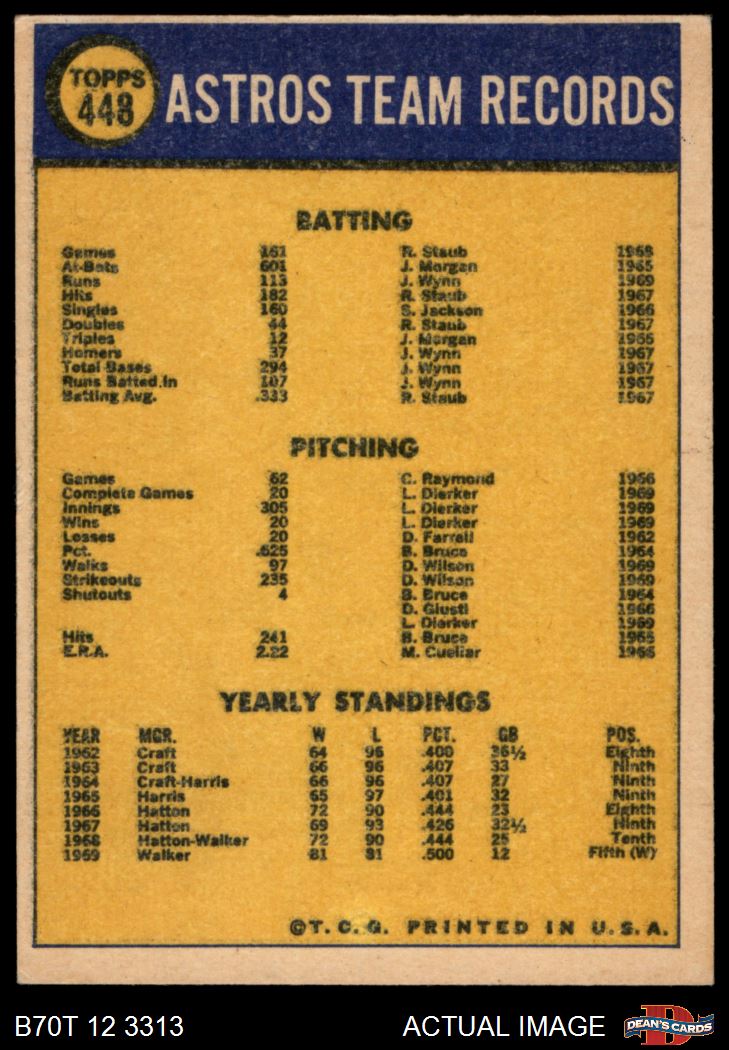 TOPPS
448 ASTROS TEAM RECORDS
BATTING
Games 161 R. Staub 1968
At-Bats 601 J. Morgan 1965
Runs 113 J. Wynn 1969
Hits 182 R. Staub 1967
Singles 160 S. Jackson 1966
Doubles 44 R. Staub 1967
Triples 12 J. Morgan 1965
Homers 37 J. Wynn 1967
Total Bases 294 J. Wynn 1967
Runs Batted In 107 J. Wynn 1967
Batting Avg. .333 R. Staub 1967
PITCHING
Games 62 C. Raymond 1966
Complete Games 20 L. Dierker 1969
Innings 305 L. Dierker 1969
Wins 20 L. Dierker 1969
Losses 20 D. Farrell 1962
Pct. .625 B. Bruce 1964
Walks 97 D. Wilson 1969
Strikeouts 235 D. Wilson 1969
Shutouts 4 B. Bruce 1964
D. Giusti 1966
L. Dierker 1969
Hits 241 B. Bruce 1965
E.R.A. 2.22 M. Cuellar 1966
YEARLY STANDINGS
YEAR MGR. W L PCT. GB POS.
1962 Craft 64 96 .400 36½ Eighth
1963 Craft 66 96 .407 33 Ninth
1964 Craft-Harris 66 96 .407 27 Ninth
1965 Harris 65 97 .401 32 Ninth
1966 Hatton 72 90 .444 23 Eighth
1967 Hatton 69 93 .426 32½ Ninth
1968 Hatton-Walker 72 90 .444 25 Tenth
1969 Walker 81 81 .500 12 Fifth (W)
©T.C.G. PRINTED IN U.S.A.
B70T 12 3313 ACTUAL IMAGE DEAN'S CARDS